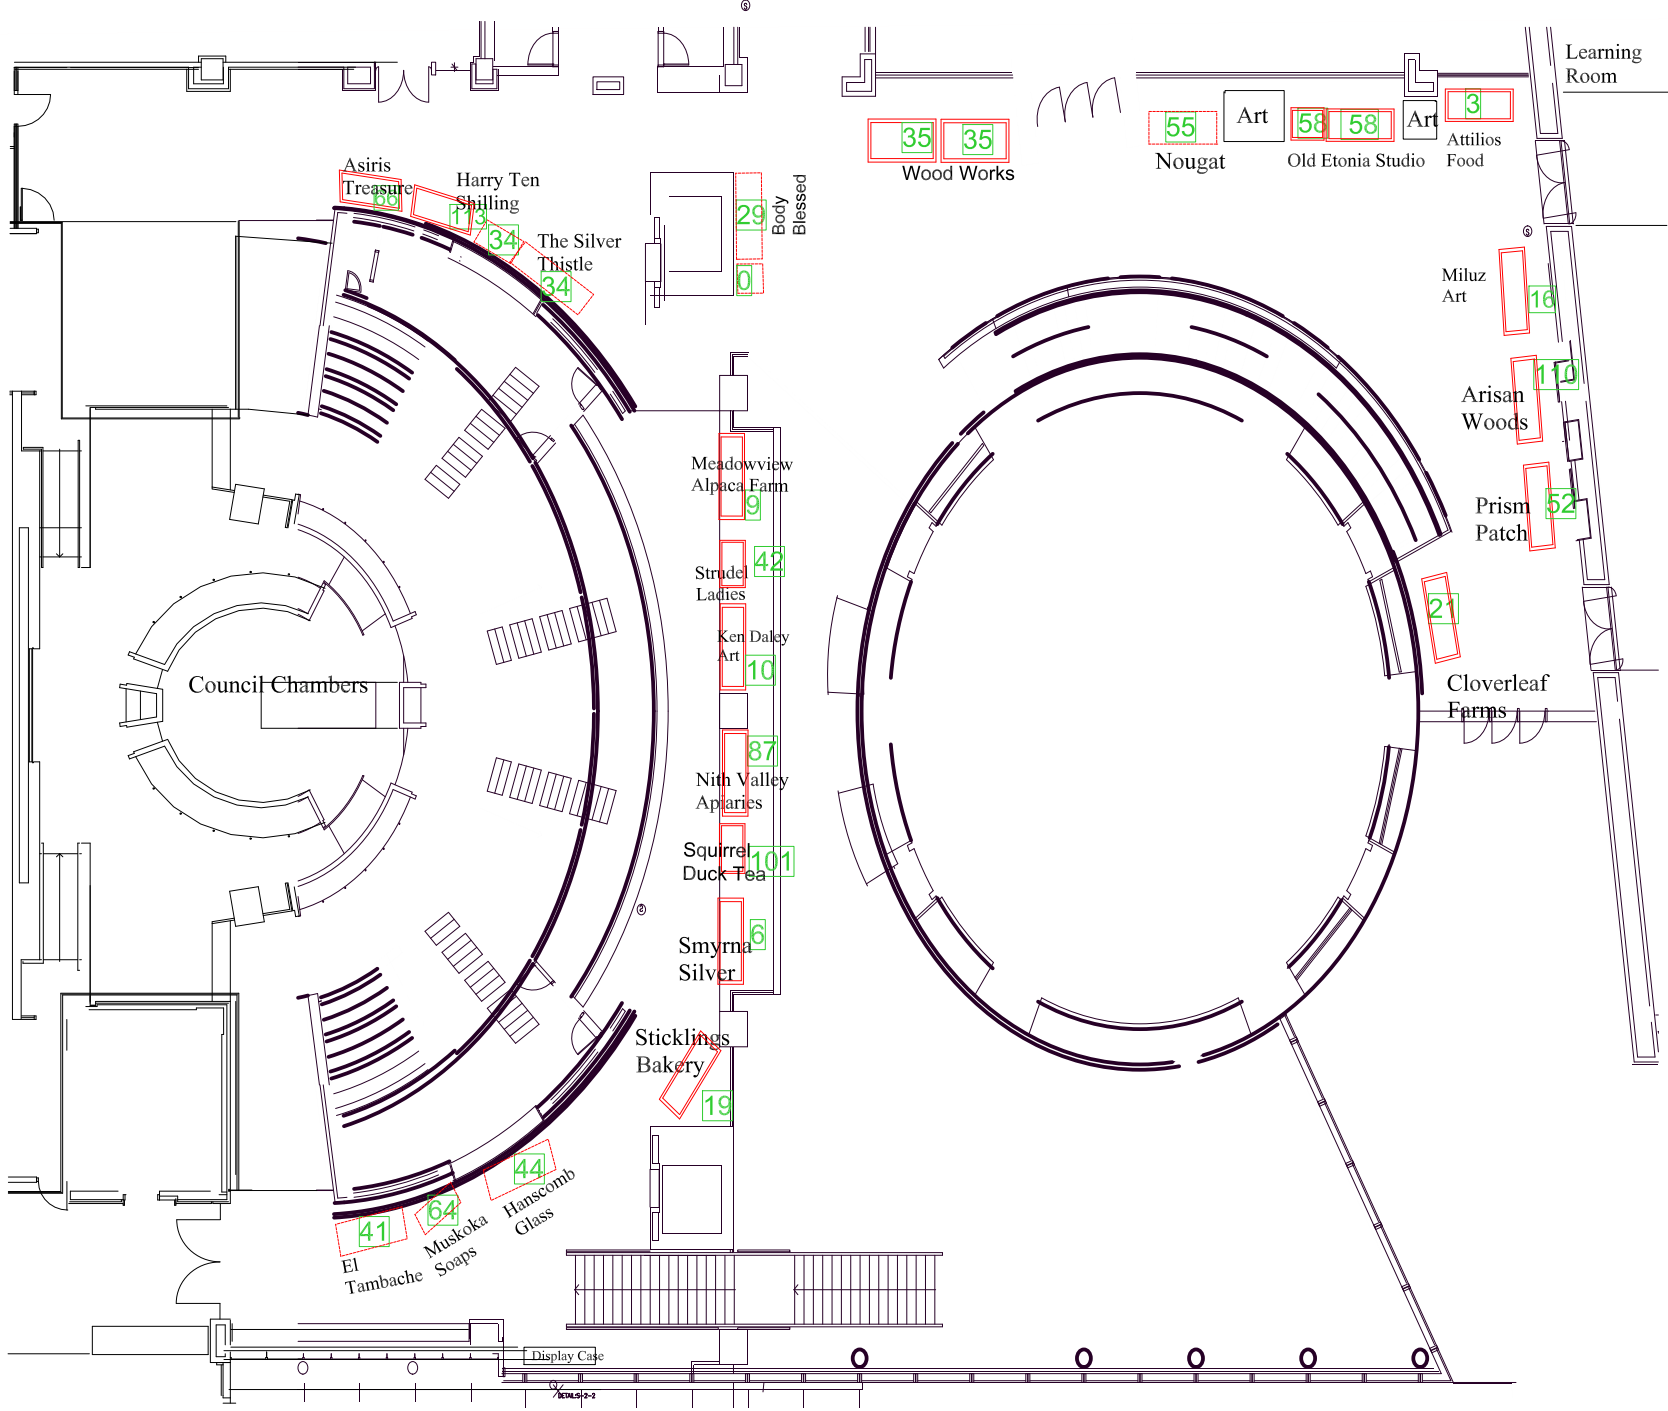 Learning
Room
3
Attilios
Food
Art
58
58
Old Etonia Studio
Art
55
Nougat
35
35
Wood Works
Asiris
Treasure
66
Harry Ten
Shilling
113
34
The Silver
Thistle
34
29
Body
Blessed
0
Miluz
Art
16
110
Arisan
Woods
Prism
Patch
52
21
Cloverleaf
Farms
Meadowview
Alpaca Farm
9
42
Strudel
Ladies
Ken Daley
Art
10
Council Chambers
87
Nith Valley
Apiaries
Squirrel
Duck Tea
101
6
Smyrna
Silver
Sticklings
Bakery
19
44
Hanscomb
Glass
64
Muskoka
Soaps
41
El
Tambache
Display Case